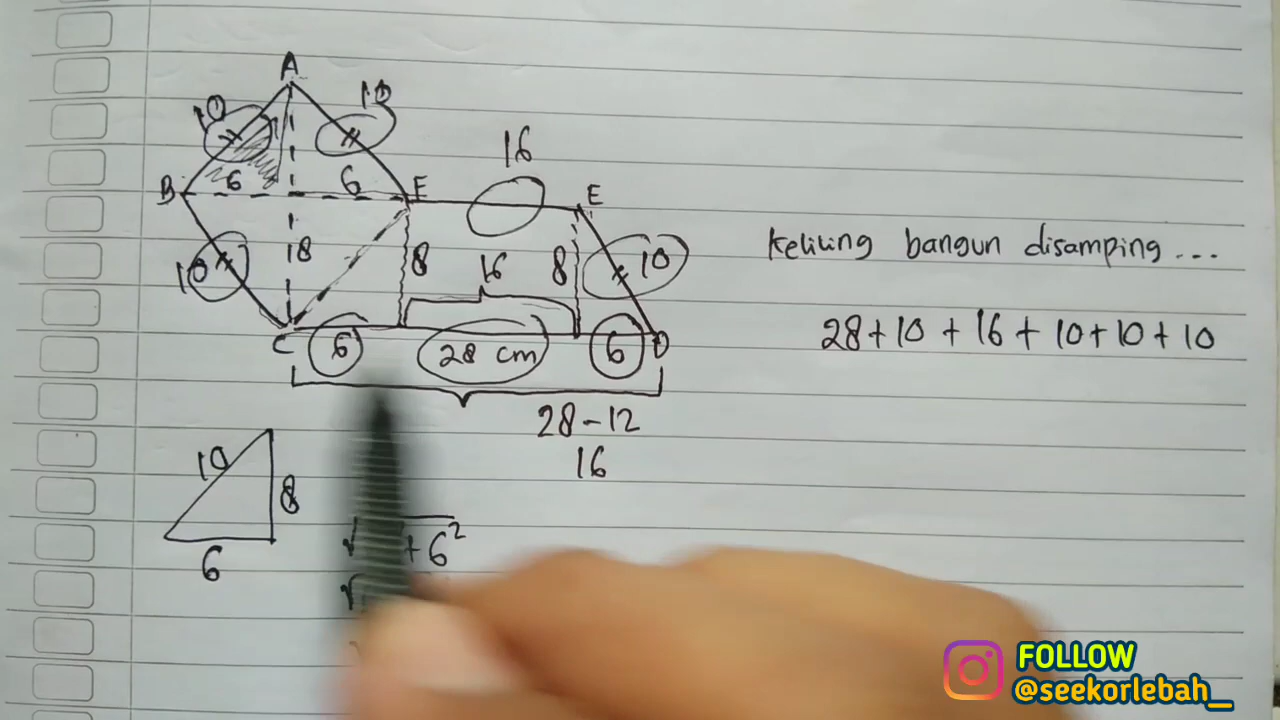 A
10 10
16
B 6 6 F E
10 18 8 16 8 10
C 6 28 cm 6 D
28-12
16
10
8
6
+ 6²
Keliling bangun disamping...
28+10+16+10+10+10
FOLLOW
@seekorlebah_